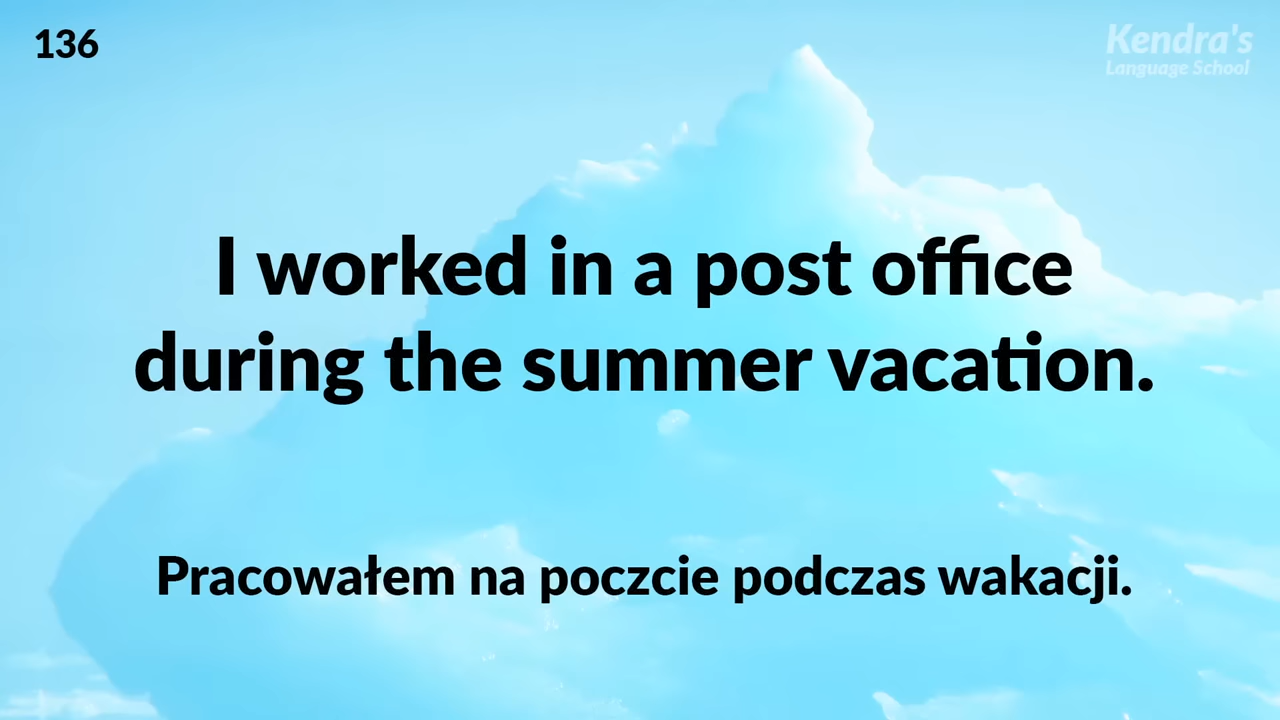 136
Kendra's
Language School
I worked in a post office
during the summer vacation.
Pracowałem na poczcie podczas wakacji.